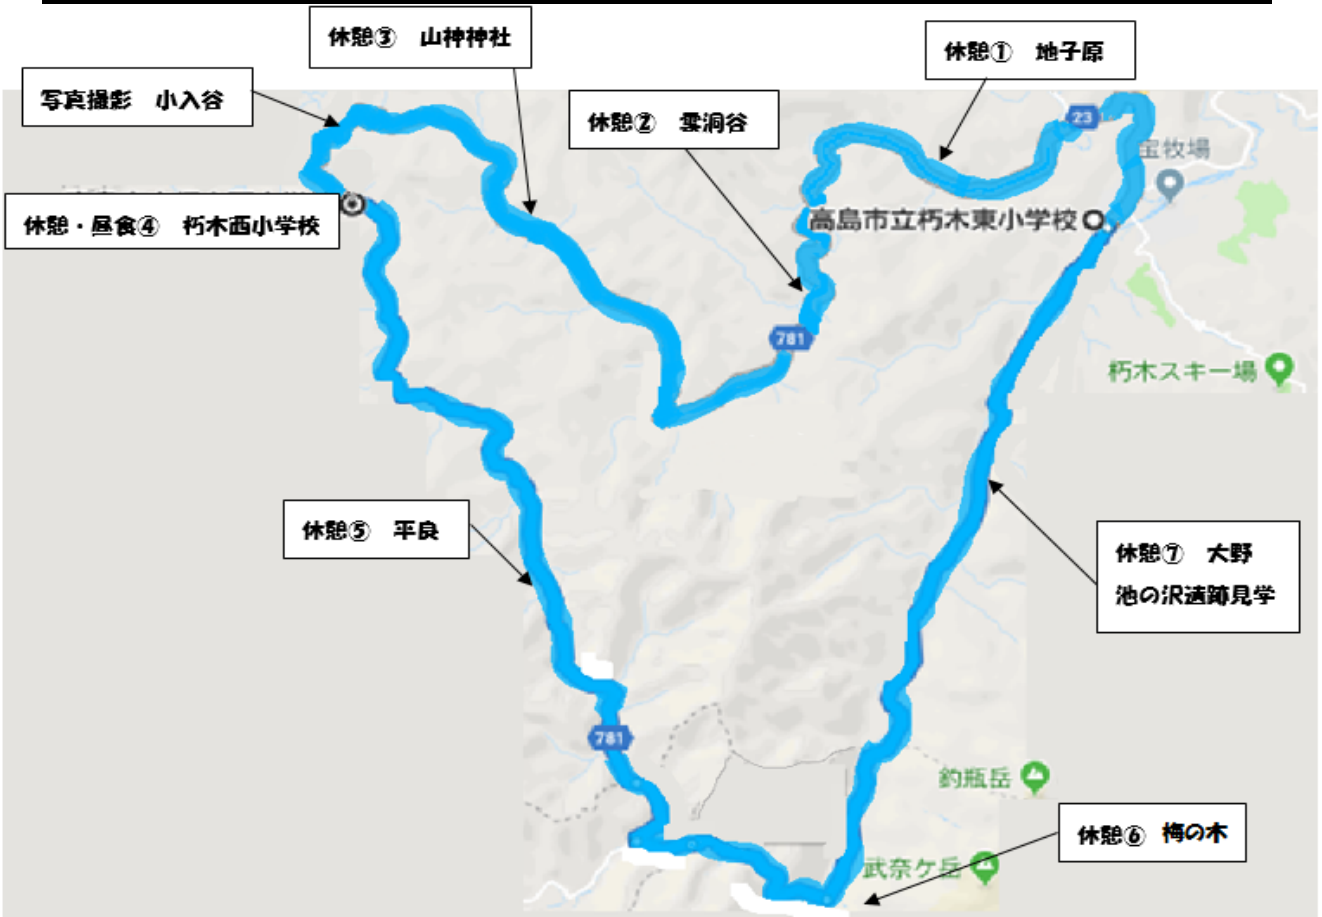 休憩③　山神神社
休憩①　地子原
写真撮影　小入谷
休憩②　雲洞谷
23
宝牧場
休憩・昼食④　朽木西小学校
高島市立朽木東小学校
781
朽木スキー場
休憩⑤　平良
休憩⑦　大野
池の沢遺跡見学
781
釣瓶岳
休憩⑥　梅の木
武奈ケ岳